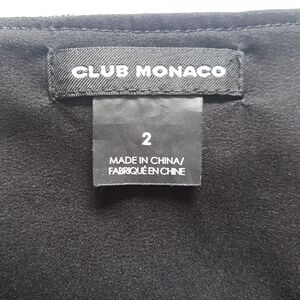 CLUB MONACO
2
MADE IN CHINA/
FABRIQUÉ EN CHINE